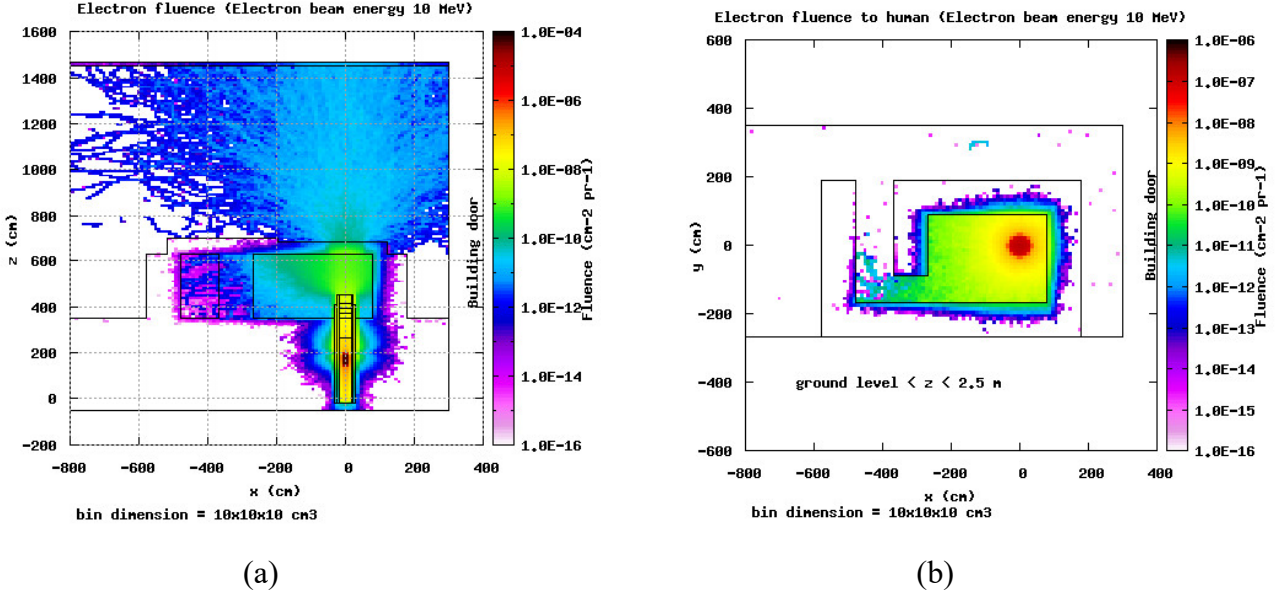 Electron fluence (Electron beam energy 10 MeV)
1600
1400
1200
1000
800
600
400
200
0
-200
z (cm)
-800
-600
-400
-200
0
200
400
x (cm)
bin dimension = 10x10x10 cm3
Building door
1.0E-04
1.0E-06
1.0E-08
1.0E-10
1.0E-12
1.0E-14
1.0E-16
Fluence (cm-2 pr-1)
(a)
Electron fluence to human (Electron beam energy 10 MeV)
600
400
200
0
-200
-400
-600
y (cm)
ground level < z < 2.5 m
-800
-600
-400
-200
0
200
400
x (cm)
bin dimension = 10x10x10 cm3
Building door
1.0E-06
1.0E-07
1.0E-08
1.0E-09
1.0E-10
1.0E-11
1.0E-12
1.0E-13
1.0E-14
1.0E-15
1.0E-16
Fluence (cm-2 pr-1)
(b)